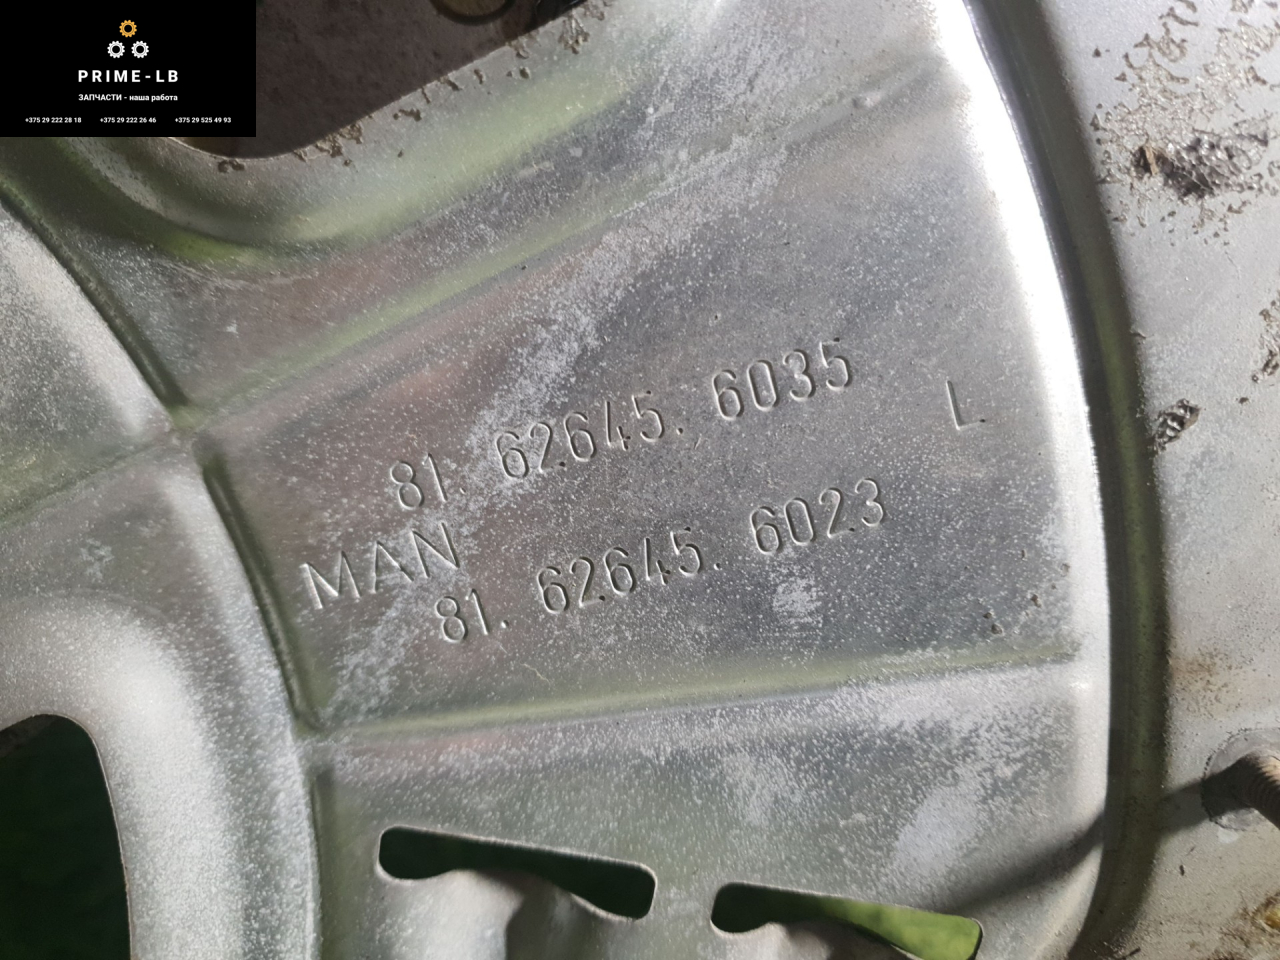 PRIME-LB
ЗАПЧАСТИ - наша работа
+375 29 222 28 18 +375 29 222 26 46 +375 29 525 49 93
81. 62645. 6035 L
MAN
81. 62645. 6023